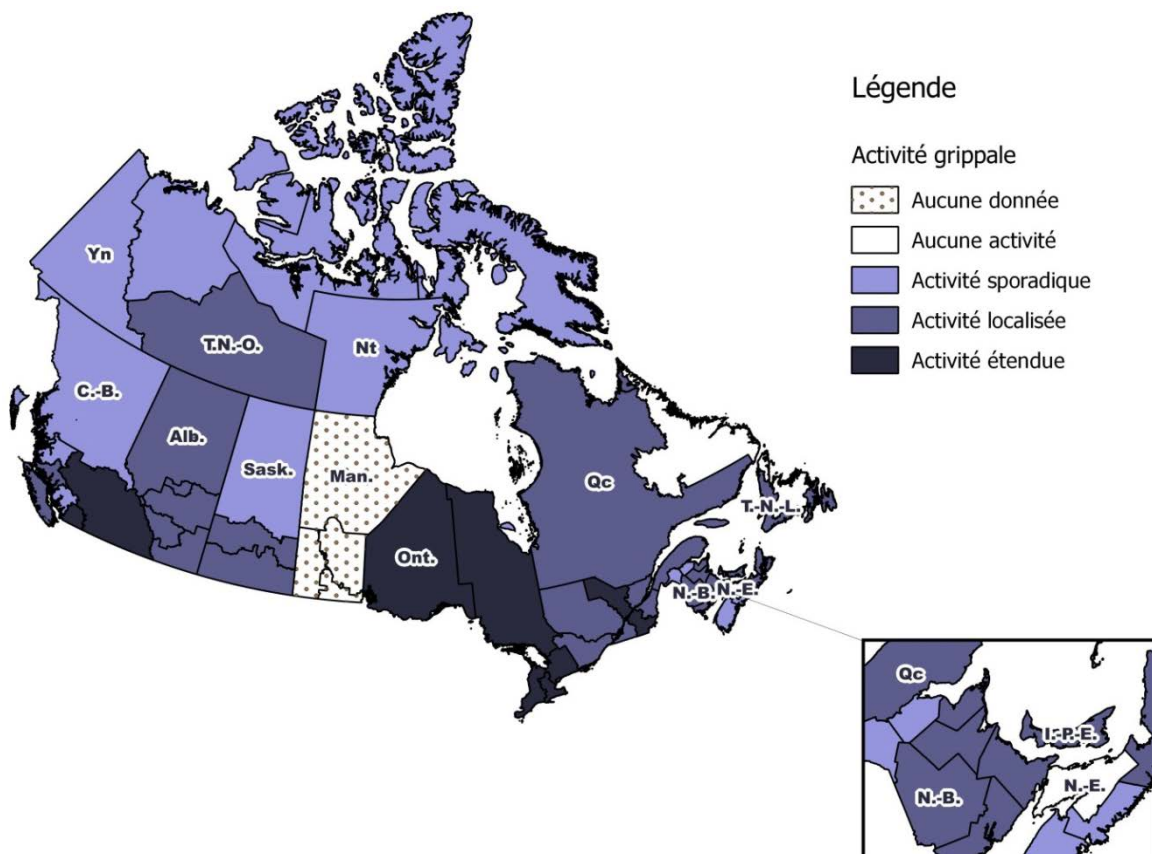 Légende
Activité grippale
Aucune donnée
Aucune activité
Activité sporadique
Activité localisée
Activité étendue
Yn
T.N.-O.
Nt
C.-B.
Alb.
Sask.
Man.
Ont.
Qc
T.-N.-L.
N.-B.
N.-E.
Qc
I.-P.-E.
N.-E.
N.-B.